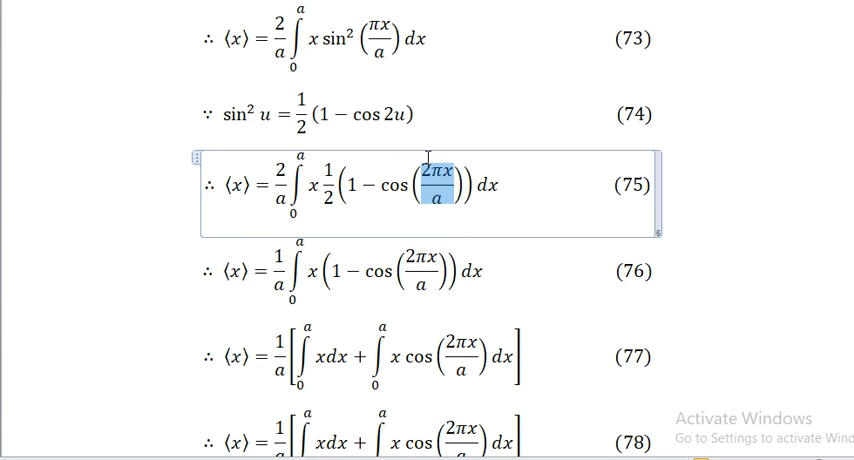 ∴ ⟨x⟩ = 2/a ∫₀ᵃ x sin² (πx/a) dx (73)
∵ sin² u = 1/2 (1 − cos 2u) (74)
∴ ⟨x⟩ = 2/a ∫₀ᵃ x 1/2 (1 − cos (2πx/a)) dx (75)
∴ ⟨x⟩ = 1/a ∫₀ᵃ x (1 − cos (2πx/a)) dx (76)
∴ ⟨x⟩ = 1/a [∫₀ᵃ xdx + ∫₀ᵃ x cos (2πx/a) dx] (77)
∴ ⟨x⟩ = 1/a [∫₀ᵃ xdx + ∫₀ᵃ x cos (2πx/a) dx] (78)
Activate Windows
Go to Settings to activate Wind